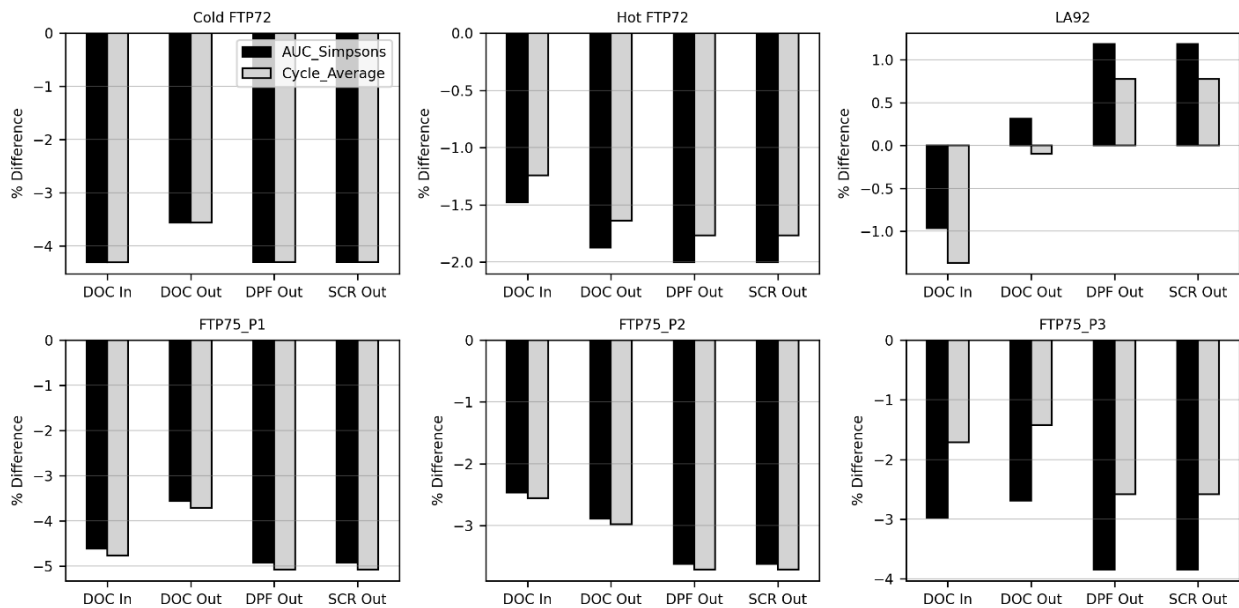 Cold FTP72
% Difference
0
−1
−2
−3
−4
AUC_Simpsons
Cycle_Average
DOC In
DOC Out
DPF Out
SCR Out
Hot FTP72
% Difference
0.0
−0.5
−1.0
−1.5
−2.0
DOC In
DOC Out
DPF Out
SCR Out
LA92
% Difference
1.0
0.5
0.0
−0.5
−1.0
DOC In
DOC Out
DPF Out
SCR Out
FTP75_P1
% Difference
0
−1
−2
−3
−4
−5
DOC In
DOC Out
DPF Out
SCR Out
FTP75_P2
% Difference
0
−1
−2
−3
DOC In
DOC Out
DPF Out
SCR Out
FTP75_P3
% Difference
0
−1
−2
−3
−4
DOC In
DOC Out
DPF Out
SCR Out